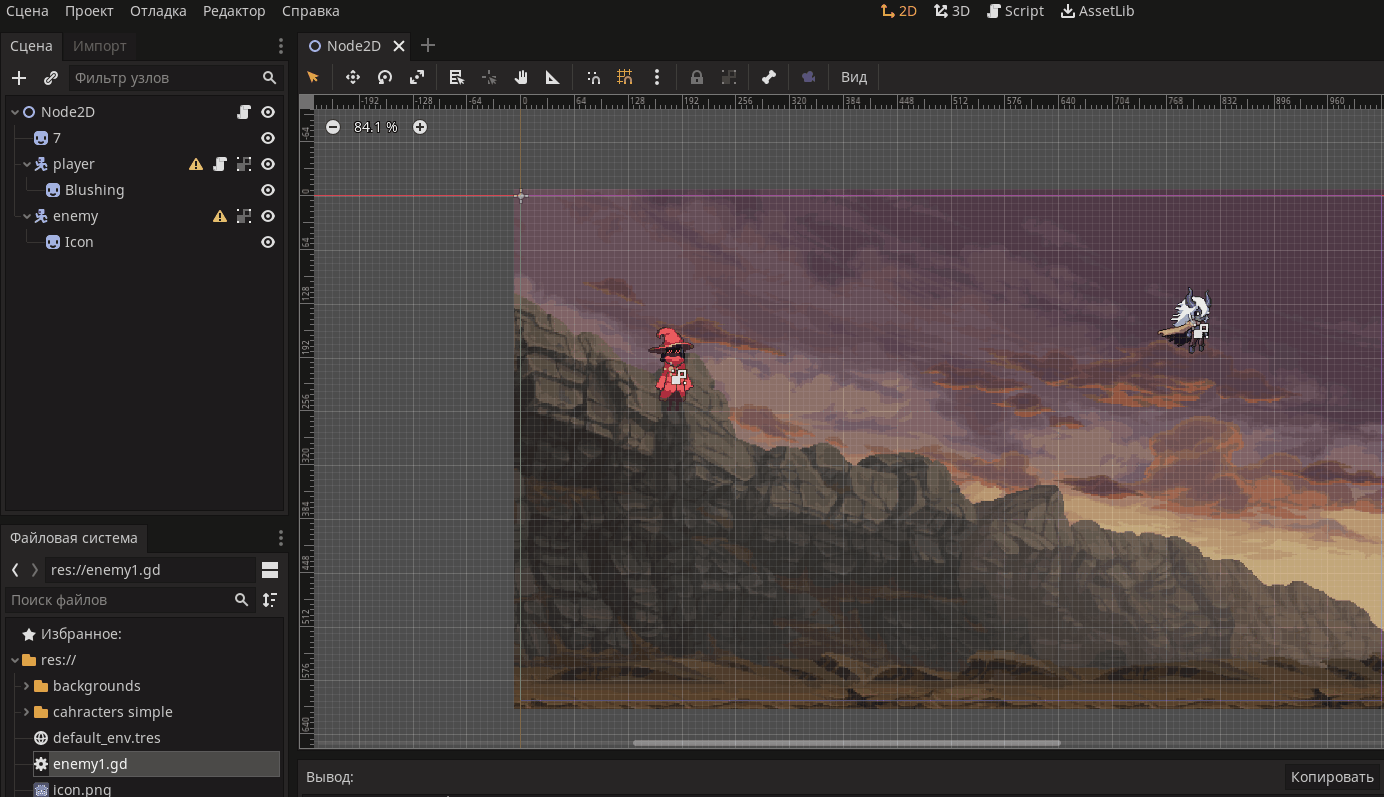 Сцена Проект Отладка Редактор Справка 2D 3D Script AssetLib
Сцена Импорт
Фильтр узлов
Node2D
7
player
Blushing
enemy
Icon
Node2D
Вид
-192 -128 -64 0 64 128 192 256 320 384 448 512 576 640 704 768 832 896 960
84.1 %
-64
0
64
128
192
256
320
384
448
512
576
640
Файловая система
res://enemy1.gd
Поиск файлов
Избранное:
res://
backgrounds
cahracters simple
default_env.tres
enemy1.gd
icon.png
Вывод: Копировать